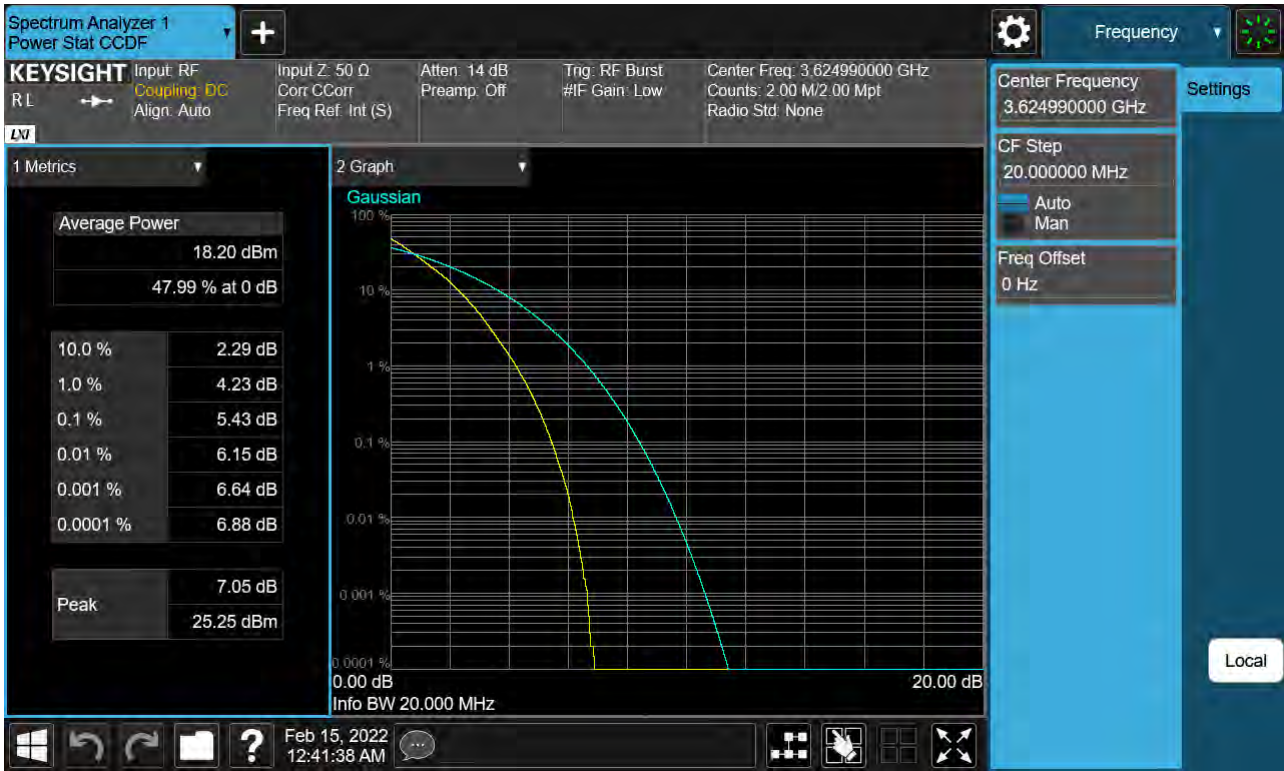 Spectrum Analyzer 1
Power Stat CCDF
+
Frequency
KEYSIGHT
RL
LXI
Input: RF
Coupling: DC
Align: Auto
Input Z: 50 Ω
Corr CCorr
Freq Ref: Int (S)
Atten: 14 dB
Preamp: Off
Trig: RF Burst
#IF Gain: Low
Center Freq: 3.624990000 GHz
Counts: 2.00 M/2.00 Mpt
Radio Std: None
Center Frequency
3.624990000 GHz
Settings
CF Step
20.000000 MHz
Auto
Man
Freq Offset
0 Hz
Local
1 Metrics
Average Power
18.20 dBm
47.99 % at 0 dB
10.0 % 2.29 dB
1.0 % 4.23 dB
0.1 % 5.43 dB
0.01 % 6.15 dB
0.001 % 6.64 dB
0.0001 % 6.88 dB
Peak
7.05 dB
25.25 dBm
2 Graph
Gaussian
100 %
10 %
1 %
0.1 %
0.01 %
0.001 %
0.0001 %
0.00 dB 20.00 dB
Info BW 20.000 MHz
?
Feb 15, 2022
12:41:38 AM